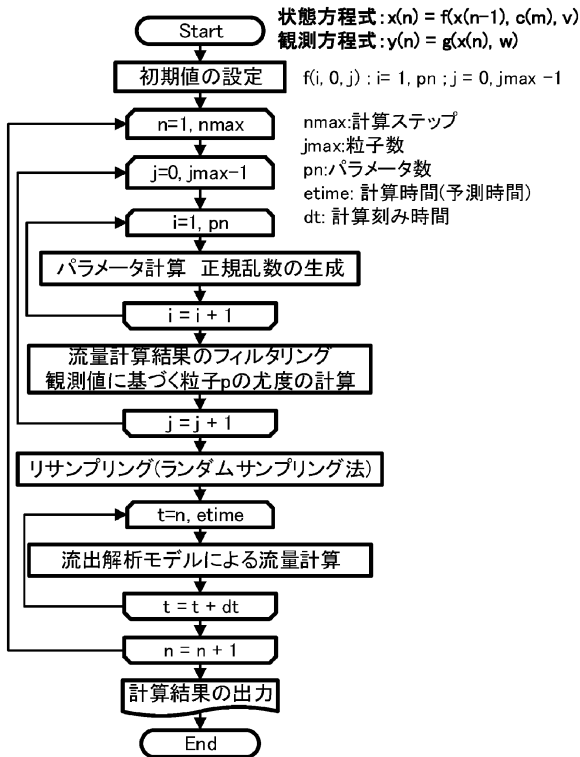 Start
状態方程式:x(n) = f(x(n-1), c(m), v)
観測方程式:y(n) = g(x(n), w)
初期値の設定
f(i, 0, j) ; i= 1, pn ; j = 0, jmax -1
n=1, nmax
nmax:計算ステップ
jmax:粒子数
pn:パラメータ数
etime: 計算時間(予測時間)
dt: 計算刻み時間
j=0, jmax-1
i=1, pn
パラメータ計算 正規乱数の生成
i = i + 1
流量計算結果のフィルタリング
観測値に基づく粒子pの尤度の計算
j = j + 1
リサンプリング(ランダムサンプリング法)
t=n, etime
流出解析モデルによる流量計算
t = t + dt
n = n + 1
計算結果の出力
End